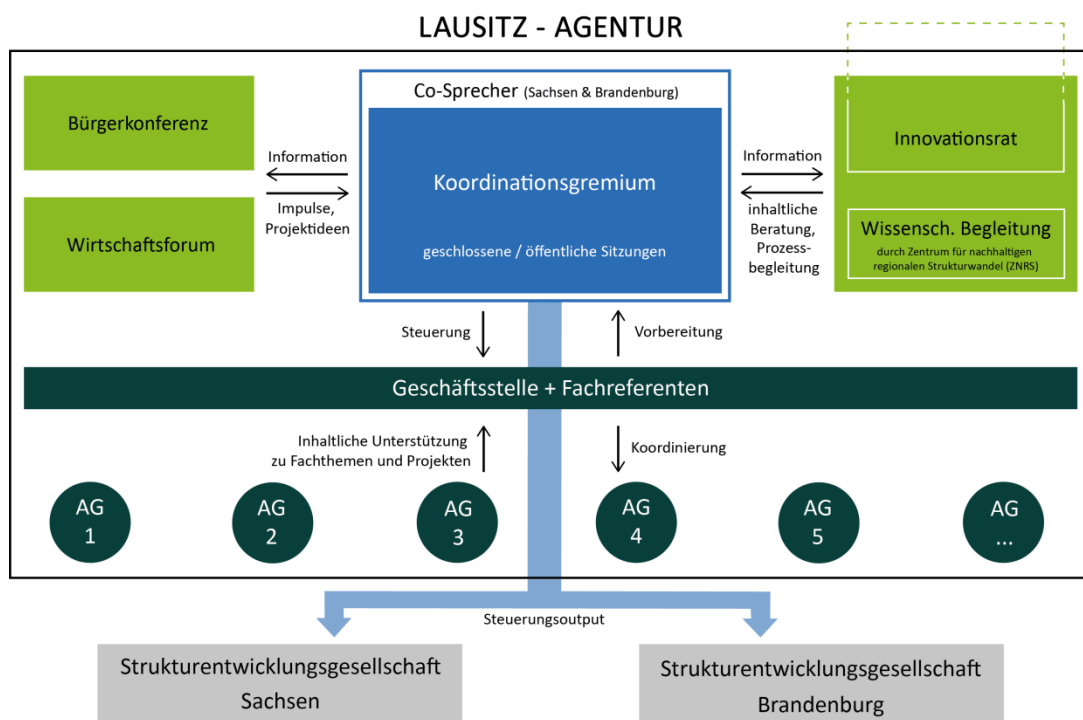 LAUSITZ - AGENTUR
Bürgerkonferenz
Wirtschaftsforum
Information
Impulse,
Projektideen
Co-Sprecher (Sachsen & Brandenburg)
Koordinationsgremium
geschlossene / öffentliche Sitzungen
Information
inhaltliche
Beratung,
Prozess-
begleitung
Innovationsrat
Wissensch. Begleitung
durch Zentrum für nachhaltigen
regionalen Strukturwandel (ZNRS)
Steuerung
Vorbereitung
Geschäftsstelle + Fachreferenten
Inhaltliche Unterstützung
zu Fachthemen und Projekten
Koordinierung
AG
1
AG
2
AG
3
AG
4
AG
5
AG
...
Steuerungsoutput
Strukturentwicklungsgesellschaft
Sachsen
Strukturentwicklungsgesellschaft
Brandenburg